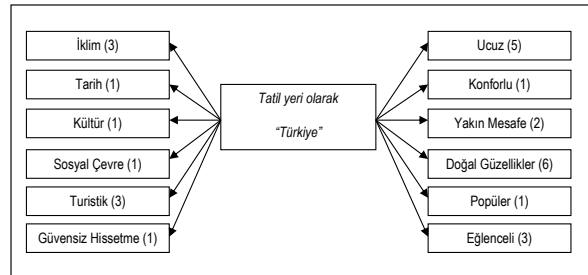 İklim (3)
Tarih (1)
Kültür (1)
Sosyal Çevre (1)
Turistik (3)
Güvensiz Hissetme (1)
Tatil yeri olarak
“Türkiye”
Ucuz (5)
Konforlu (1)
Yakın Mesafe (2)
Doğal Güzellikler (6)
Popüler (1)
Eğlenceli (3)